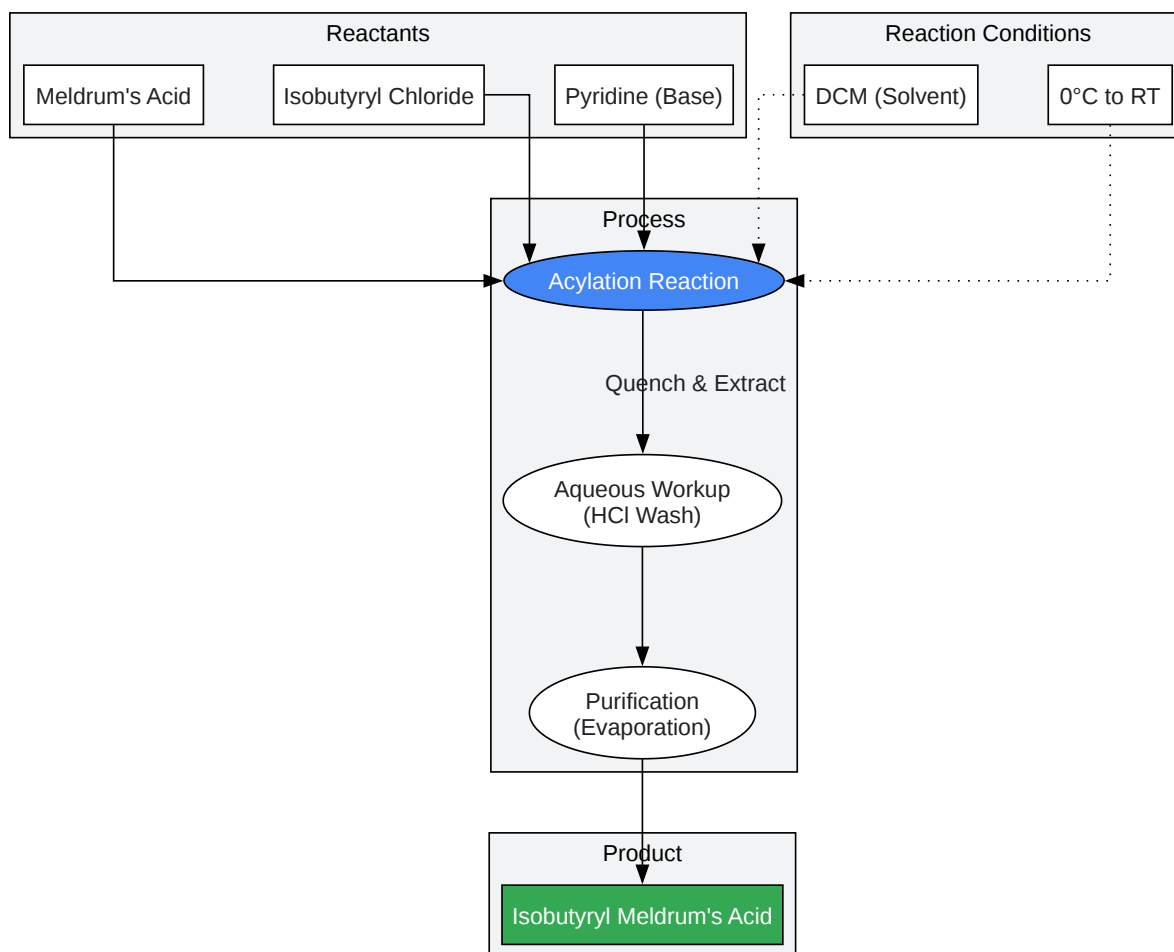 Reactants
Reaction Conditions
Meldrum's Acid
Isobutyryl Chloride
Pyridine (Base)
DCM (Solvent)
0°C to RT
Process
Acylation Reaction
Quench & Extract
Aqueous Workup
(HCl Wash)
Purification
(Evaporation)
Product
Isobutyryl Meldrum's Acid